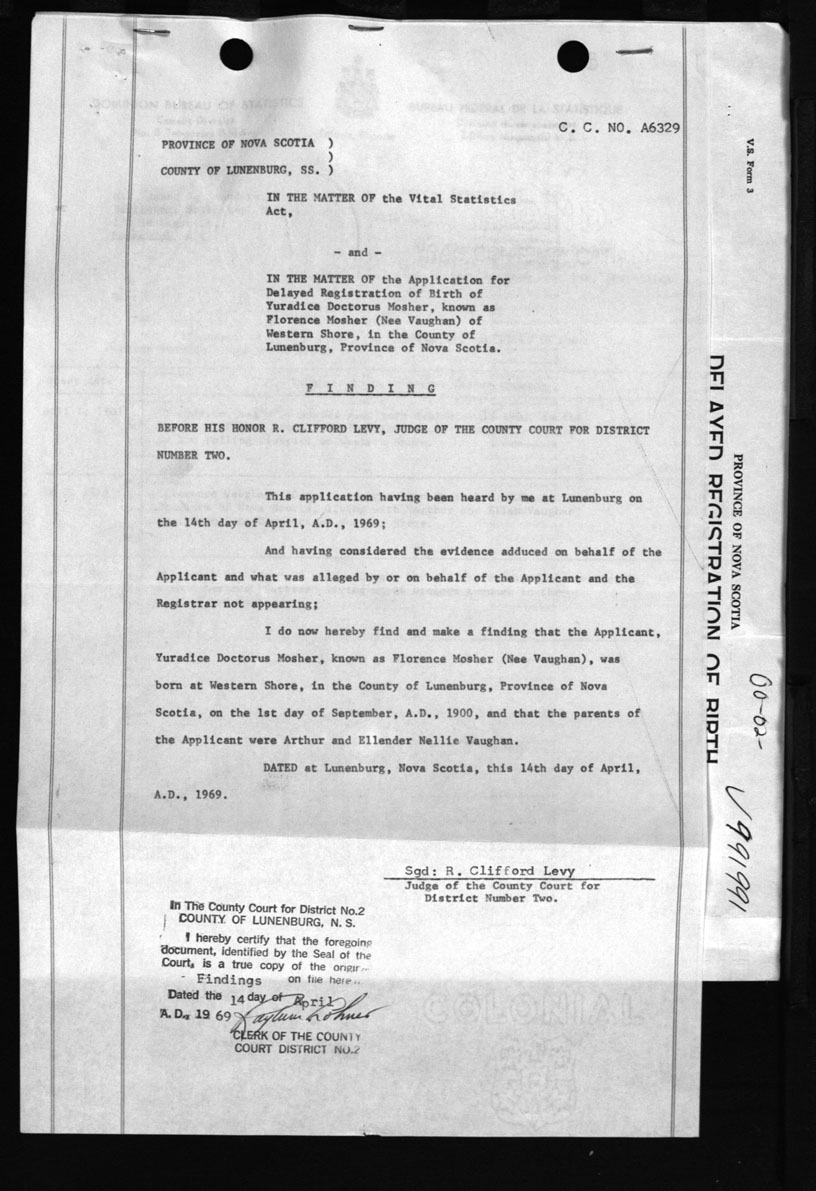 C. C. NO. A6329
PROVINCE OF NOVA SCOTIA )
)
COUNTY OF LUNENBURG, SS. )
IN THE MATTER OF the Vital Statistics
Act,
- and -
IN THE MATTER OF the Application for
Delayed Registration of Birth of
Yuradice Doctorus Mosher, known as
Florence Mosher (Nee Vaughan) of
Western Shore, in the County of
Lunenburg, Province of Nova Scotia.
F I N D I N G
BEFORE HIS HONOR R. CLIFFORD LEVY, JUDGE OF THE COUNTY COURT FOR DISTRICT
NUMBER TWO.
This application having been heard by me at Lunenburg on
the 14th day of April, A.D., 1969;
And having considered the evidence adduced on behalf of the
Applicant and what was alleged by or on behalf of the Applicant and the
Registrar not appearing;
I do now hereby find and make a finding that the Applicant,
Yuradice Doctorus Mosher, known as Florence Mosher (Nee Vaughan), was
born at Western Shore, in the County of Lunenburg, Province of Nova
Scotia, on the 1st day of September, A.D., 1900, and that the parents of
the Applicant were Arthur and Ellender Nellie Vaughan.
DATED at Lunenburg, Nova Scotia, this 14th day of April,
A.D., 1969.
Sgd: R. Clifford Levy
Judge of the County Court for
District Number Two.
In The County Court for District No.2
COUNTY OF LUNENBURG, N. S.
I hereby certify that the foregoing
document, identified by the Seal of the
Court, is a true copy of the
Findings on file
Dated the 14 day of April
A. D., 19 69
CLERK OF THE COUNTY
COURT DISTRICT NO.2
V.S. Form 3
PROVINCE OF NOVA SCOTIA
DELAYED REGISTRATION OF BIRTH
00-02-
V991991
DOMINION BUREAU OF STATISTICS
BUREAU FEDERAL DE LA STATISTIQUE
COLONIAL